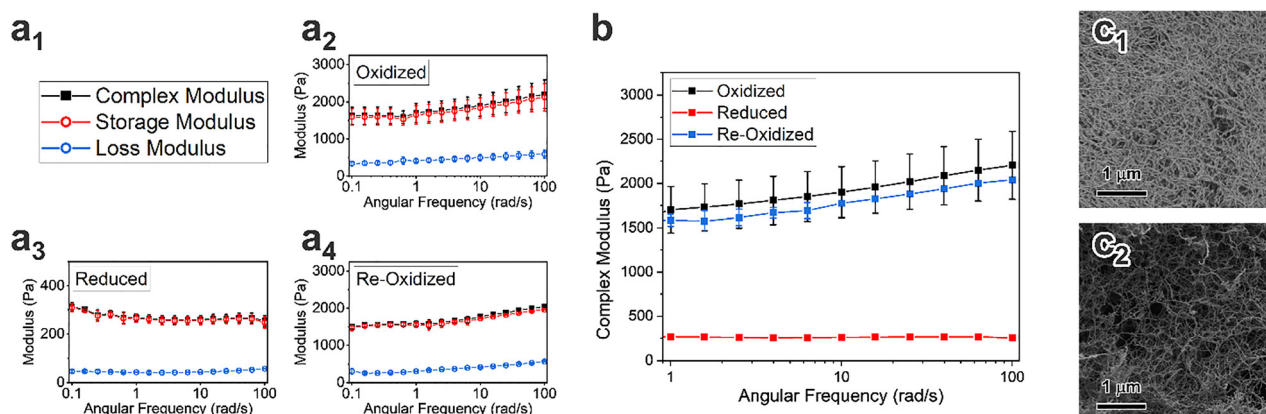 a1
Complex Modulus
Storage Modulus
Loss Modulus
a2
Oxidized
Modulus (Pa)
3000
2000
1000
0
0.1
1
10
100
Angular Frequency (rad/s)
a3
Reduced
Modulus (Pa)
400
300
0
0.1
1
10
100
Angular Frequency (rad/s)
a4
Re-Oxidized
Modulus (Pa)
3000
2000
1000
0
0.1
1
10
100
Angular Frequency (rad/s)
b
Oxidized
Reduced
Re-Oxidized
Complex Modulus (Pa)
3000
2500
2000
1500
1000
500
0
1
10
100
Angular Frequency (rad/s)
c1
1 μm
c2
1 μm